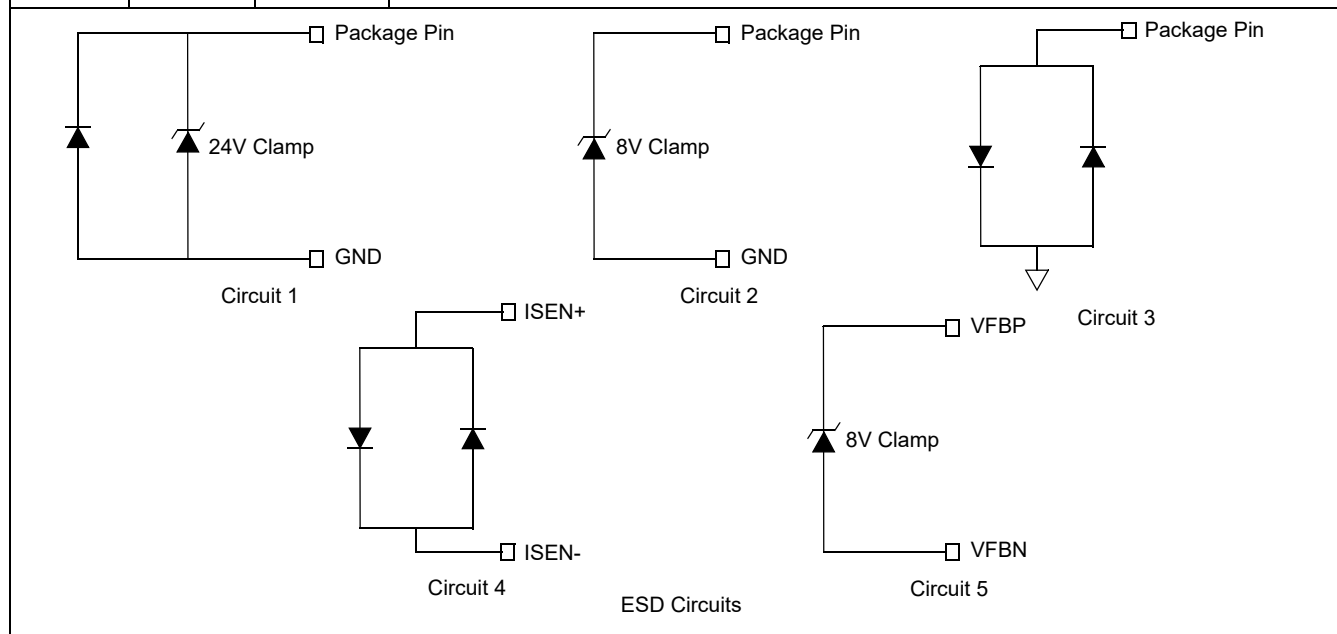 Package Pin
24V Clamp
GND
Circuit 1
Package Pin
8V Clamp
GND
Circuit 2
Package Pin
Circuit 3
ISEN+
ISEN-
Circuit 4
VFBP
8V Clamp
VFBN
Circuit 5
ESD Circuits